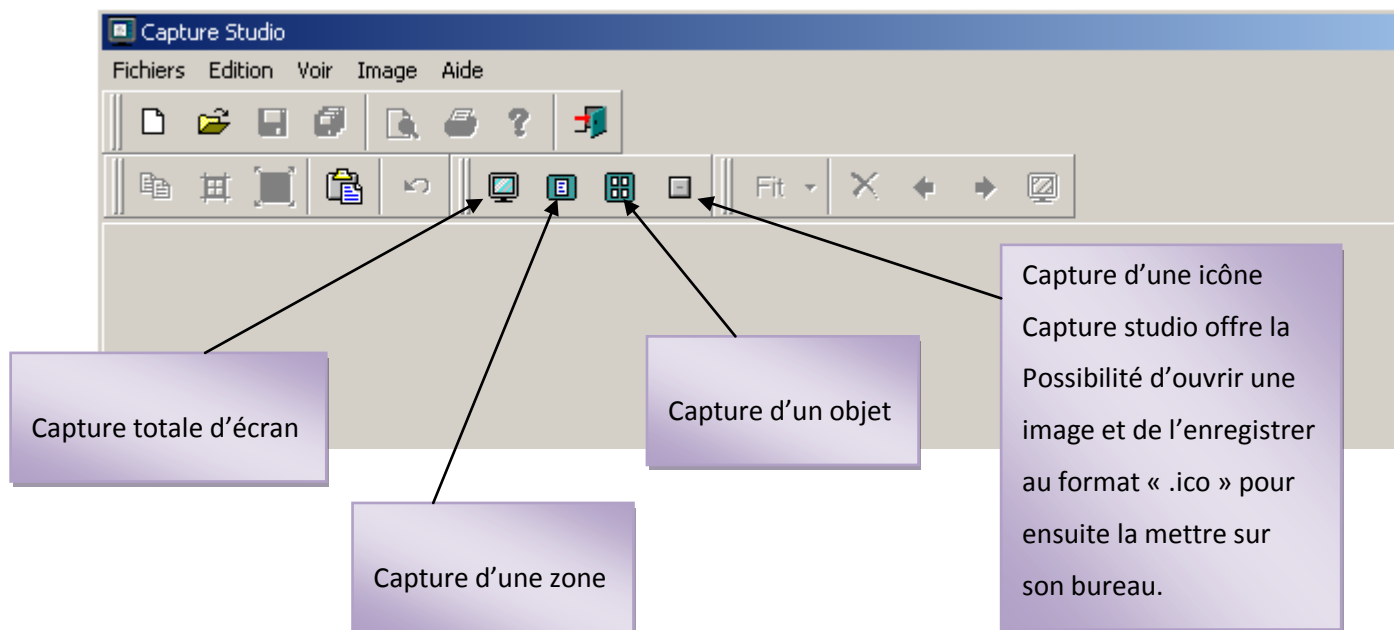 Capture Studio
Fichiers Edition Voir Image Aide
Fit
Capture totale d’écran
Capture d’une zone
Capture d’un objet
Capture d’une icône
Capture studio offre la
Possibilité d’ouvrir une
image et de l’enregistrer
au format « .ico » pour
ensuite la mettre sur
son bureau.